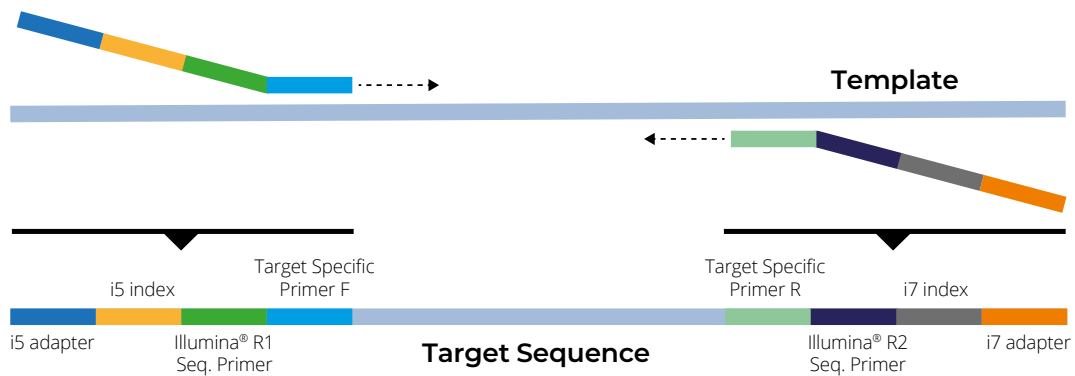 Template
Target Specific
Primer F
Target Specific
Primer R
i5 index
i7 index
i5 adapter
Illumina® R1
Seq. Primer
Target Sequence
Illumina® R2
Seq. Primer
i7 adapter